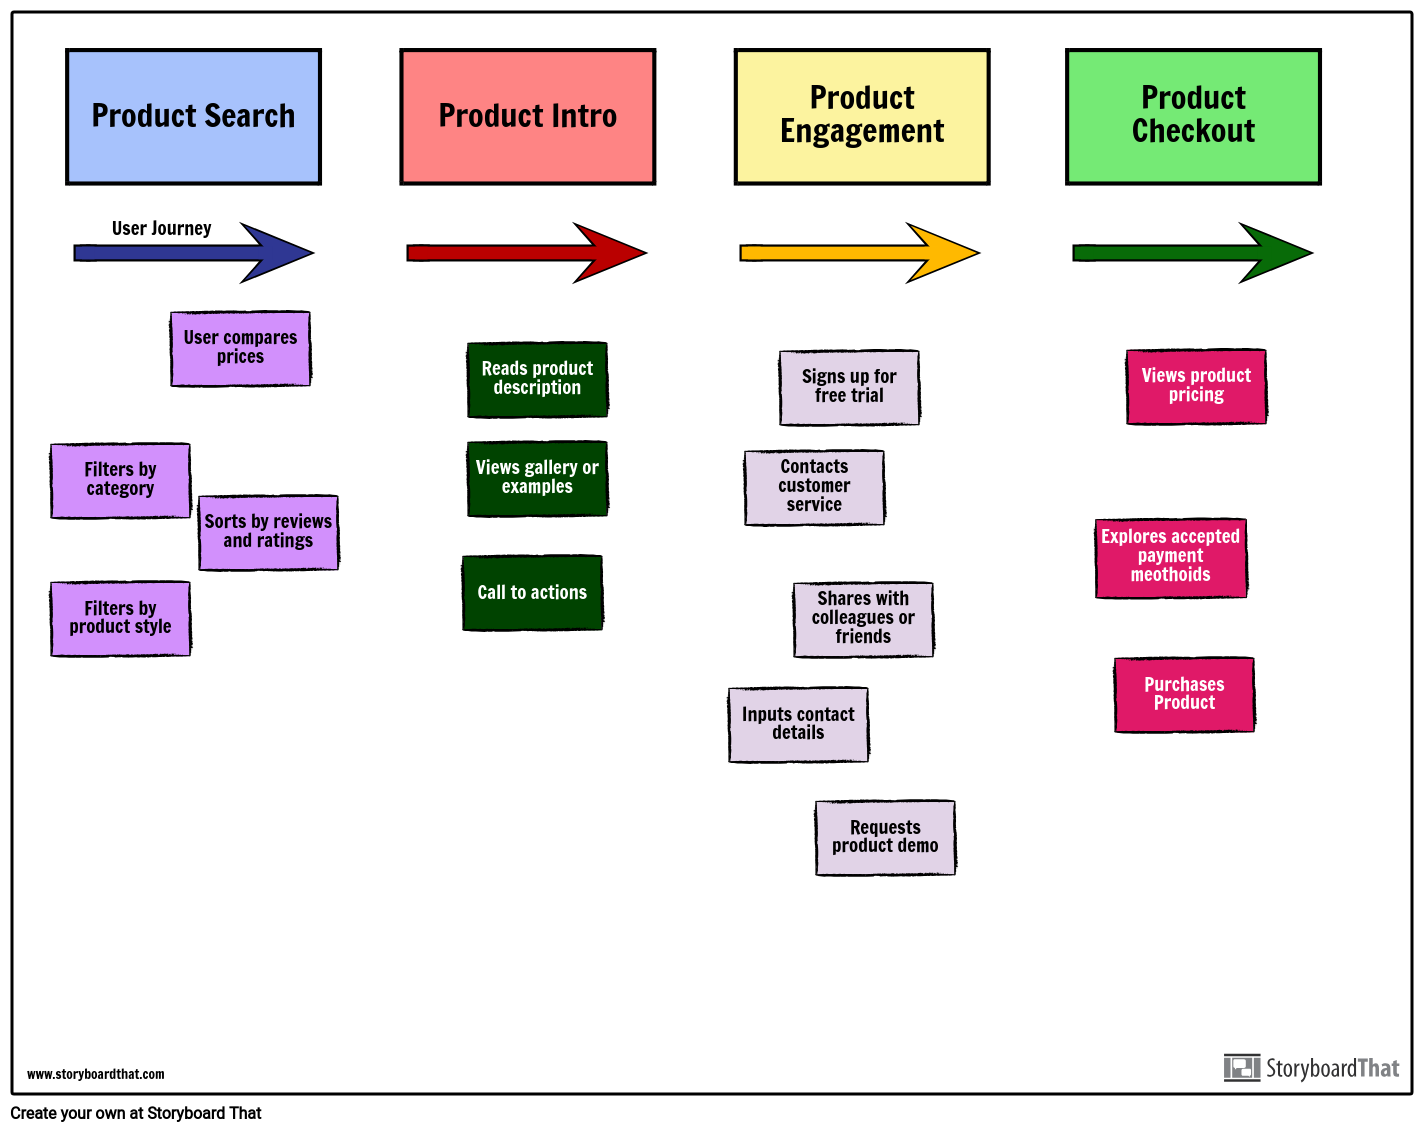 Product Search
Product Intro
Product
Engagement
Product
Checkout
User Journey
User compares
prices
Filters by
category
Sorts by reviews
and ratings
Filters by
product style
Reads product
description
Views gallery or
examples
Call to actions
Signs up for
free trial
Contacts
customer
service
Shares with
colleagues or
friends
Inputs contact
details
Requests
product demo
Views product
pricing
Explores accepted
payment
meothoids
Purchases
Product
www.storyboardthat.com
StoryboardThat
Create your own at Storyboard That